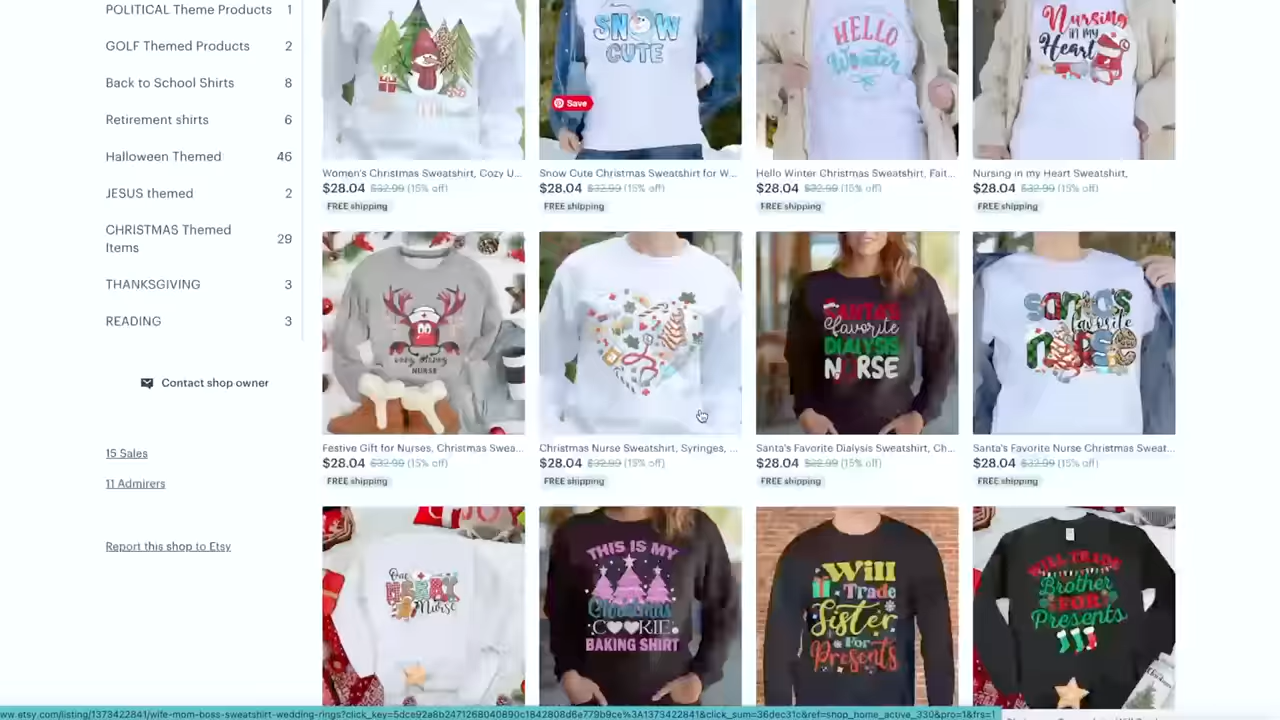 POLITICAL Theme Products 1
GOLF Themed Products 2
Back to School Shirts 8
Retirement shirts 6
Halloween Themed 46
JESUS themed 2
CHRISTMAS Themed
Items 29
THANKSGIVING 3
READING 3
Contact shop owner
15 Sales
11 Admirers
Report this shop to Etsy
SNOW
CUTE
Save
HELLO
Winter
Nursing
in my
Heart
Women's Christmas Sweatshirt, Cozy U...
$28.04 $32.99 (15% off)
FREE shipping
Snow Cute Christmas Sweatshirt for W...
$28.04 $32.99 (15% off)
FREE shipping
Hello Winter Christmas Sweatshirt, Fait...
$28.04 $32.99 (15% off)
FREE shipping
Nursing in my Heart Sweatshirt,
$28.04 $32.99 (15% off)
FREE shipping
NURSE
SANTA'S
favorite
DIALYSIS
NURSE
SANTA'S
favorite
NURSE
Festive Gift for Nurses, Christmas Swea...
$28.04 $32.99 (15% off)
FREE shipping
Christmas Nurse Sweatshirt, Syringes, ...
$28.04 $32.99 (15% off)
FREE shipping
Santa's Favorite Dialysis Sweatshirt, Ch...
$28.04 $32.99 (15% off)
FREE shipping
Santa's Favorite Nurse Christmas Sweat...
$28.04 $32.99 (15% off)
FREE shipping
JOY
One
MERRY
Nurse
THIS IS MY
Christmas
COOKIE
BAKING SHIRT
Will
Trade
Sister
For
Presents
WILL TRADE
Brother
FOR
Presents